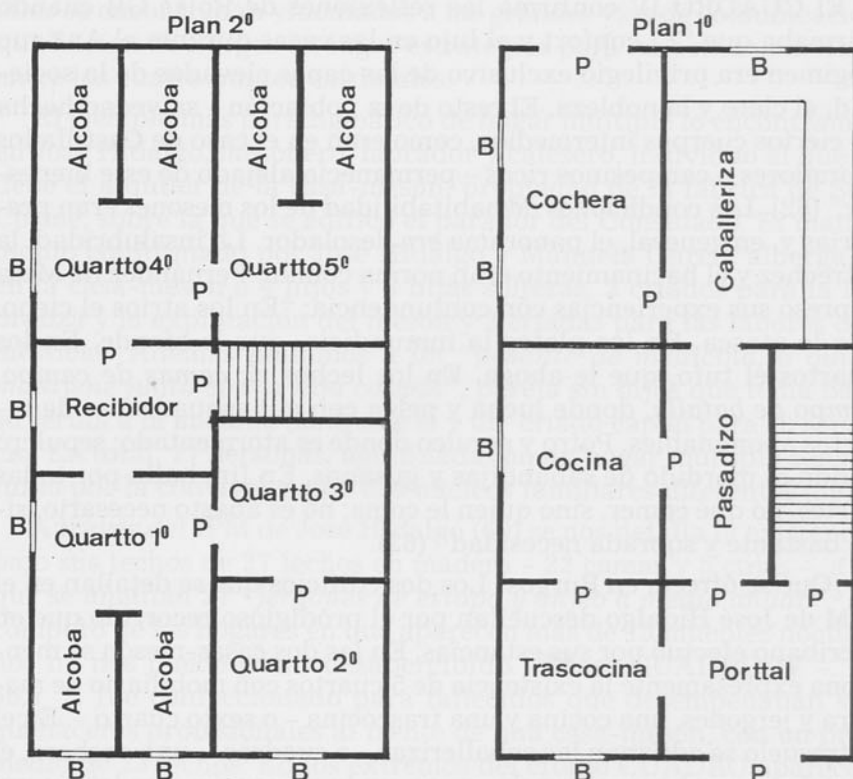 Plan 2º
Alcoba
Alcoba
Alcoba
Alcoba
B Quartto 4º Quartto 5º
P
P
P
Recibidor
B
P
Quartto 3º
B Quartto 1º P
P
Alcoba
Alcoba
Quartto 2º
B B B B
Plan 1º
P B
B
Cochera
Caballeriza
B P
P
B P
Cocina
Pasadizo
P
P P P
Trascocina Porttal
P
B P